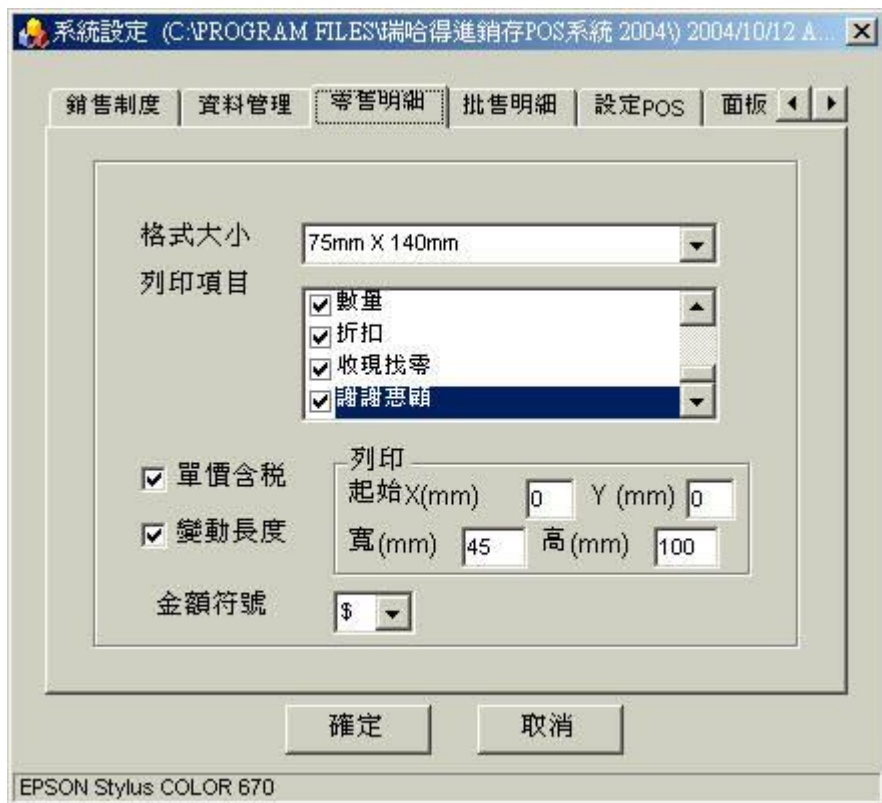 系統設定 (C:\PROGRAM FILES\瑞哈得進銷存POS系統 2004\) 2004/10/12 A...
銷售制度 資料管理 零售明細 批售明細 設定POS 面板
格式大小 75mm X 140mm
列印項目
數量
折扣
收現找零
謝謝惠顧
單價含稅
變動長度
列印
起始X(mm) 0 Y (mm) 0
寬(mm) 45 高(mm) 100
金額符號 $
確定 取消
EPSON Stylus COLOR 670